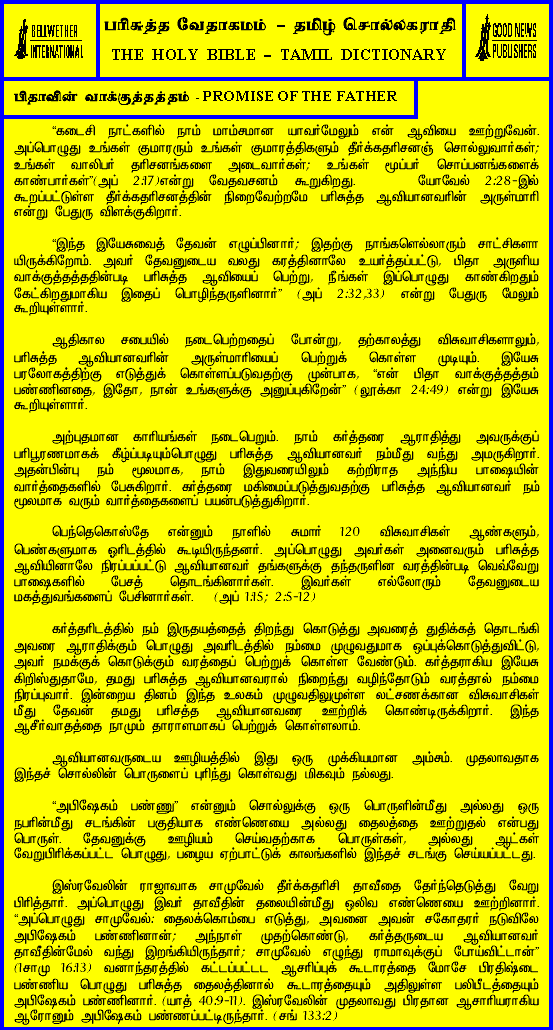 BELLWETHER
INTERNATIONAL
பரிசுத்த வேதாகமம் – தமிழ் சொல்லகராதி
THE HOLY BIBLE – TAMIL DICTIONARY
GOOD NEWS
PUBLISHERS
பிதாவின் வாக்குத்தத்தம் - PROMISE OF THE FATHER
“கடைசி நாட்களில் நாம் மாம்சமான யாவர்மேலும் என் ஆவியை ஊற்றுவேன்.
அப்பொழுது உங்கள் குமாரரும் உங்கள் குமாரத்திகளும் தீர்க்கதரிசனஞ் சொல்லுவார்கள்;
உங்கள் வாலிபர் தரிசனங்களை அடைவார்கள்; உங்கள் மூப்பர் சொப்பனங்களைக்
காண்பார்கள்”(அப் 2:17)என்று வேதவசனம் கூறுகிறது. யோவேல் 2:28-இல்
கூறப்பட்டுள்ள தீர்க்கதரிசனத்தின் நிறைவேற்றமே பரிசுத்த ஆவியானவரின் அருள்மாரி
என்று பேதுரு விளக்குகிறார்.
“இந்த இயேசுவைத் தேவன் எழுப்பினார்; இதற்கு நாங்களெல்லாரும் சாட்சிகளா
யிருக்கிறோம். அவர் தேவனுடைய வலது கரத்தினாலே உயர்த்தப்பட்டு, பிதா அருளிய
வாக்குத்தத்தத்தின்படி பரிசுத்த ஆவியைப் பெற்று, நீங்கள் இப்பொழுது காண்கிறதும்
கேட்கிறதுமாகிய இதைப் பொழிந்தருளினார்” (அப் 2:32,33) என்று பேதுரு மேலும்
கூறியுள்ளார்.
ஆதிகால சபையில் நடைபெற்றதைப் போன்று, தற்காலத்து விசுவாசிகளாலும்,
பரிசுத்த ஆவியானவரின் அருள்மாரியைப் பெற்றுக் கொள்ள முடியும். இயேசு
பரலோகத்திற்கு எடுத்துக் கொள்ளப்படுவதற்கு முன்பாக, “என் பிதா வாக்குத்தத்தம்
பண்ணினதை, இதோ, நான் உங்களுக்கு அனுப்புகிறேன்” (லூக்கா 24:49) என்று இயேசு
கூறியுள்ளார்.
அற்புதமான காரியங்கள் நடைபெறும். நாம் கர்த்தரை ஆராதித்து அவருக்குப்
பரிபூரணமாகக் கீழ்ப்படியும்பொழுது பரிசுத்த ஆவியானவர் நம்மீது வந்து அமருகிறார்.
அதன்பின்பு நம் மூலமாக, நாம் இதுவரையிலும் கற்றிராத அந்நிய பாஷையின்
வார்த்தைகளில் பேசுகிறார். கர்த்தரை மகிமைப்படுத்துவதற்கு பரிசுத்த ஆவியானவர் நம்
மூலமாக வரும் வார்த்தைகளைப் பயன்படுத்துகிறார்.
பெந்தெகொஸ்தே என்னும் நாளில் சுமார் 120 விசுவாசிகள் ஆண்களும்,
பெண்களுமாக ஓரிடத்தில் கூடியிருந்தனர். அப்பொழுது அவர்கள் அனைவரும் பரிசுத்த
ஆவியினாலே நிரப்பப்பட்டு ஆவியானவர் தங்களுக்கு தந்தருளின வரத்தின்படி வெவ்வேறு
பாஷைகளில் பேசத் தொடங்கினார்கள். இவர்கள் எல்லோரும் தேவனுடைய
மகத்துவங்களைப் பேசினார்கள். (அப் 1:15; 2:5-12)
கர்த்தரிடத்தில் நம் இருதயத்தைத் திறந்து கொடுத்து அவரைத் துதிக்கத் தொடங்கி
அவரை ஆராதிக்கும் பொழுது அவரிடத்தில் நம்மை முழுவதுமாக ஒப்புக்கொடுத்துவிட்டு,
அவர் நமக்குக் கொடுக்கும் வரத்தைப் பெற்றுக் கொள்ள வேண்டும். கர்த்தராகிய இயேசு
கிறிஸ்துதாமே, தமது பரிசுத்த ஆவியானவரால் நிறைந்து வழிந்தோடும் வரத்தால் நம்மை
நிரப்புவார். இன்றைய தினம் இந்த உலகம் முழுவதிலுமுள்ள லட்சணக்கான விசுவாசிகள்
மீது தேவன் தமது பரிசத்த ஆவியானவரை ஊற்றிக் கொண்டிருக்கிறார். இந்த
ஆசீர்வாதத்தை நாமும் தாராளமாகப் பெற்றுக் கொள்ளலாம்.
ஆவியானவருடைய ஊழியத்தில் இது ஒரு முக்கியமான அம்சம். முதலாவதாக
இந்தச் சொல்லின் பொருளைப் புரிந்து கொள்வது மிகவும் நல்லது.
“அபிஷேகம் பண்ணு” என்னும் சொல்லுக்கு ஒரு பொருளின்மீது அல்லது ஒரு
நபரின்மீது சடங்கின் பகுதியாக எண்ணெயை அல்லது தைலத்தை ஊற்றுதல் என்பது
பொருள். தேவனுக்கு ஊழியம் செய்வதற்காக பொருள்கள், அல்லது ஆட்கள்
வேறுபிரிக்கப்பட்ட பொழுது, பழைய ஏற்பாட்டுக் காலங்களில் இந்தச் சடங்கு செய்யப்பட்டது.
இஸ்ரவேலின் ராஜாவாக சாமுவேல் தீர்க்கதரிசி தாவீதை தேர்ந்தெடுத்து வேறு
பிரித்தார். அப்பொழுது இவர் தாவீதின் தலையின்மீது ஒலிவ எண்ணெயை ஊற்றினார்.
“அப்பொழுது சாமுவேல்: தைலக்கொம்பை எடுத்து, அவனை அவன் சகோதரர் நடுவிலே
அபிஷேகம் பண்ணினான்; அந்நாள் முதற்கொண்டு, கர்த்தருடைய ஆவியானவர்
தாவீதின்மேல் வந்து இறங்கியிருந்தார்; சாமுவேல் எழுந்து ராமாவுக்குப் போய்விட்டான்”
(1சாமு 16:13) வனாந்தரத்தில் கட்டப்பட்டட ஆசரிப்புக் கூடாரத்தை மோசே பிரதிஷ்டை
பண்ணிய பொழுது பரிசுத்த தைலத்தினால் கூடாரத்தையும் அதிலுள்ள பலிபீடத்தையும்
அபிஷேகம் பண்ணினார். (யாத் 40:9-11). இஸ்ரவேலின் முதலாவது பிரதான ஆசாரியராகிய
ஆரோனும் அபிஷேகம் பண்ணப்பட்டிருந்தார். (சங் 133:2)